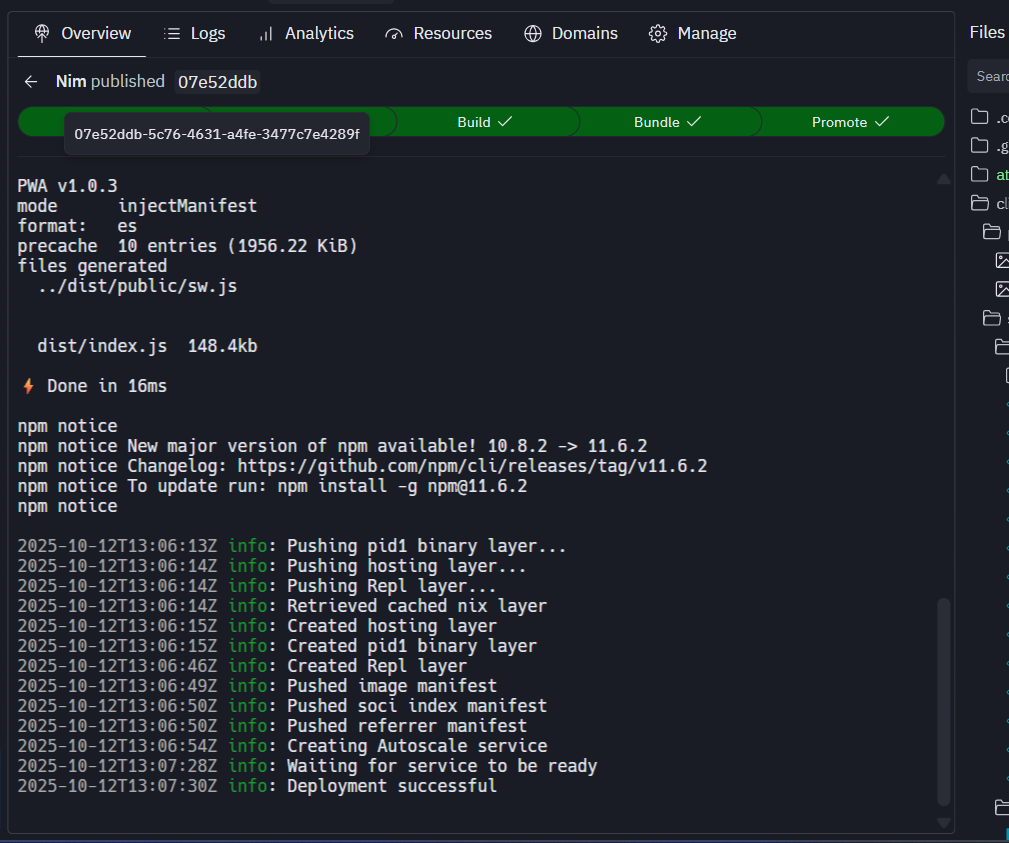 Overview Logs Analytics Resources Domains Manage
Files
Nim published 07e52ddb
Build Bundle Promote
07e52ddb-5c76-4631-a4fe-3477c7e4289f
PWA v1.0.3
mode      injectManifest
format:   es
precache  10 entries (1956.22 KiB)
files generated
  ../dist/public/sw.js
  dist/index.js  148.4kb
⚡ Done in 16ms
npm notice
npm notice New major version of npm available! 10.8.2 -> 11.6.2
npm notice Changelog: https://github.com/npm/cli/releases/tag/v11.6.2
npm notice To update run: npm install -g npm@11.6.2
npm notice
2025-10-12T13:06:13Z info: Pushing pid1 binary layer...
2025-10-12T13:06:14Z info: Pushing hosting layer...
2025-10-12T13:06:14Z info: Pushing Repl layer...
2025-10-12T13:06:14Z info: Retrieved cached nix layer
2025-10-12T13:06:15Z info: Created hosting layer
2025-10-12T13:06:15Z info: Created pid1 binary layer
2025-10-12T13:06:46Z info: Created Repl layer
2025-10-12T13:06:49Z info: Pushed image manifest
2025-10-12T13:06:50Z info: Pushed soci index manifest
2025-10-12T13:06:50Z info: Pushed referrer manifest
2025-10-12T13:06:54Z info: Creating Autoscale service
2025-10-12T13:07:28Z info: Waiting for service to be ready
2025-10-12T13:07:30Z info: Deployment successful